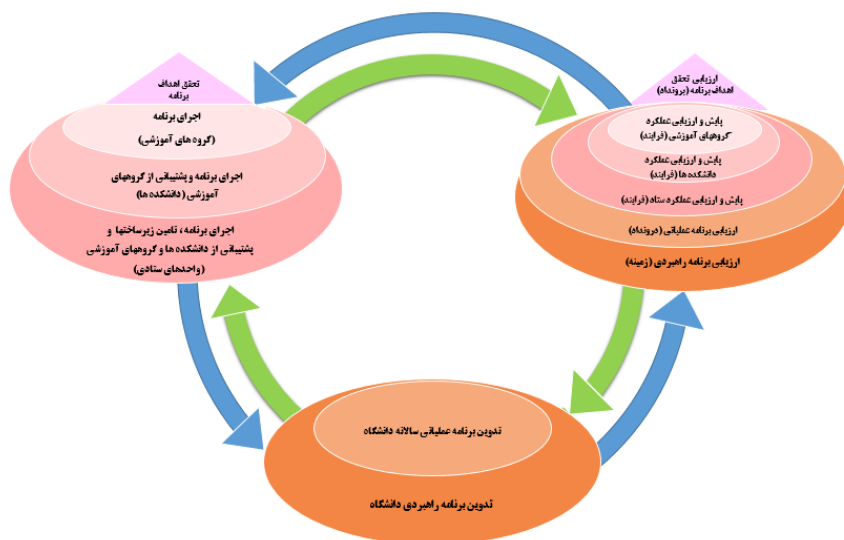 ارزیابی تحقق
اهداف برنامه (برونداد)
پایش و ارزیابی عملکرد
گروههای آموزشی (فرایند)
پایش و ارزیابی عملکرد
دانشکده ها (فرایند)
پایش و ارزیابی عملکرد ستاد (فرایند)
ارزیابی برنامه عملیاتی (درونداد)
ارزیابی برنامه راهبردی (زمینه)
تحقق اهداف
برنامه
اجرای برنامه
(گروه های آموزشی)
اجرای برنامه و پشتیبانی از گروههای
آموزشی (دانشکده ها)
اجرای برنامه، تامین زیرساختها و
پشتیبانی از دانشکده ها و گروههای آموزشی
(واحدهای ستادی)
تدوین برنامه عملیاتی سالانه دانشگاه
تدوین برنامه راهبردی دانشگاه